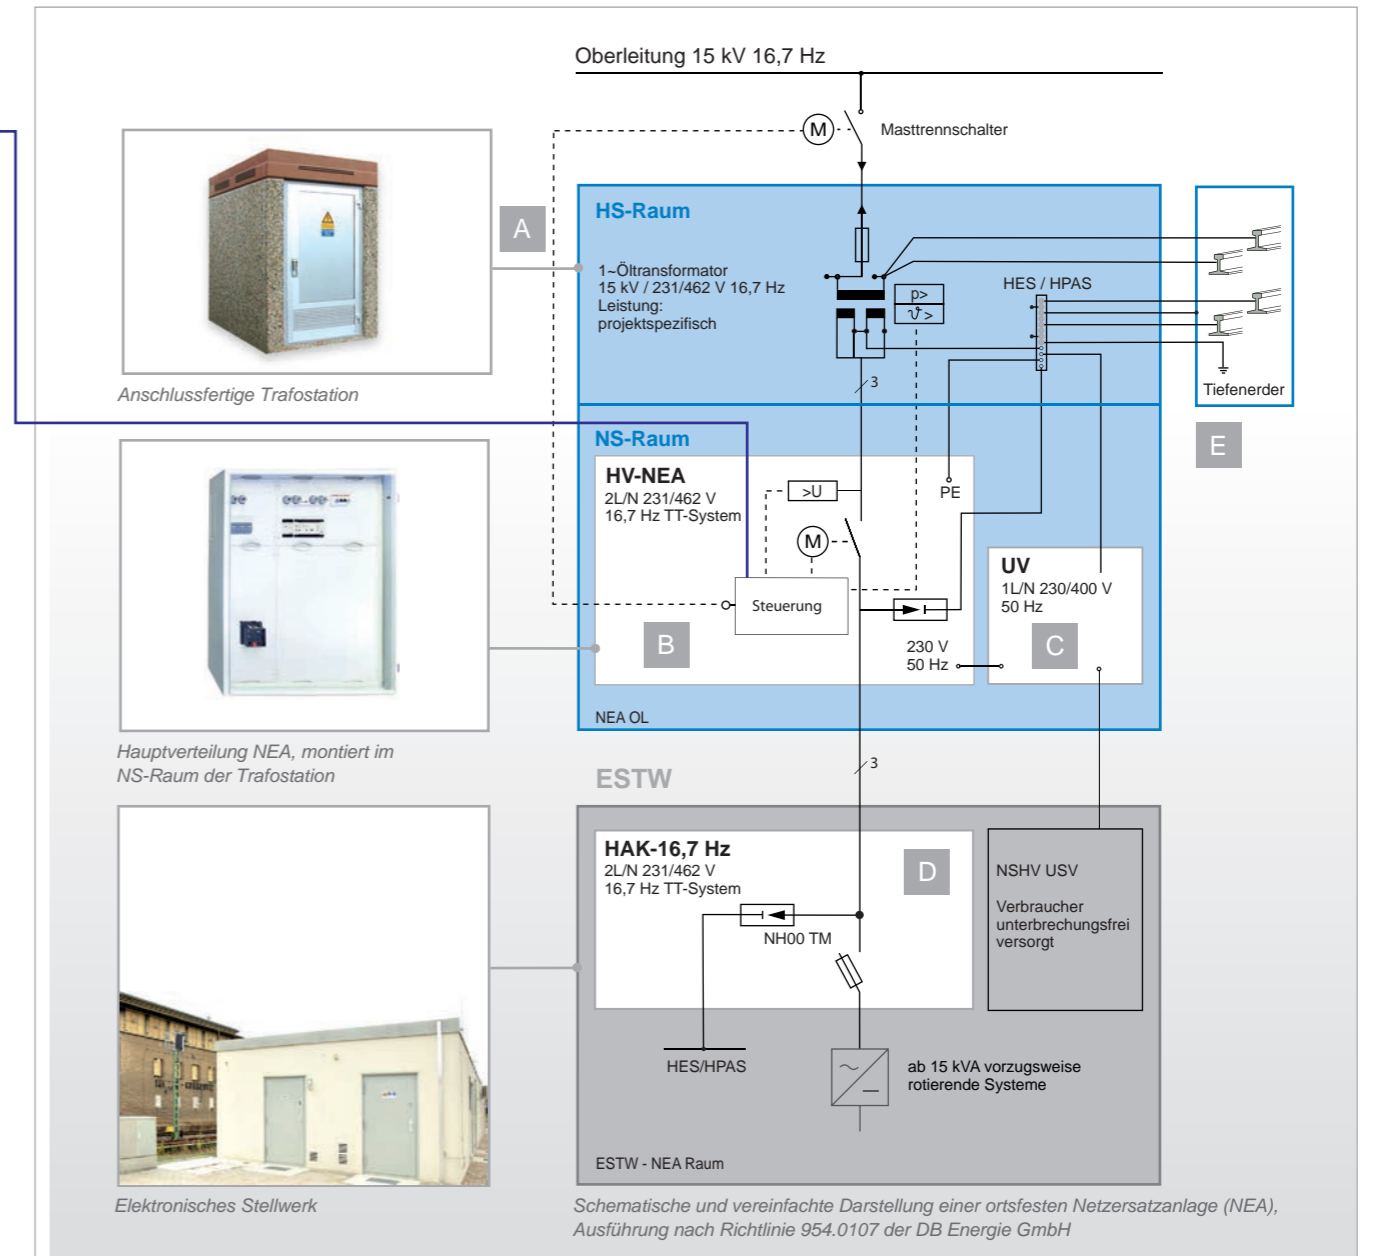 Oberleitung 15 kV 16,7 Hz
M
Masttrennschalter
A
HS-Raum
1~Öltransformator
15 kV / 231/462 V 16,7 Hz
Leistung:
projektspezifisch
p>
ϑ>
HES / HPAS
3
Tiefenerder
E
Anschlussfertige Trafostation
NS-Raum
HV-NEA
2L/N 231/462 V
16,7 Hz TT-System
>U
PE
M
Steuerung
B
230 V
50 Hz
UV
1L/N 230/400 V
50 Hz
C
NEA OL
Hauptverteilung NEA, montiert im
NS-Raum der Trafostation
3
ESTW
HAK-16,7 Hz
2L/N 231/462 V
16,7 Hz TT-System
D
NH00 TM
HES/HPAS
NSHV USV
Verbraucher
unterbrechungsfrei
versorgt
ab 15 kVA vorzugsweise
rotierende Systeme
ESTW - NEA Raum
Elektronisches Stellwerk
Schematische und vereinfachte Darstellung einer ortsfesten Netzersatzanlage (NEA),
Ausführung nach Richtlinie 954.0107 der DB Energie GmbH